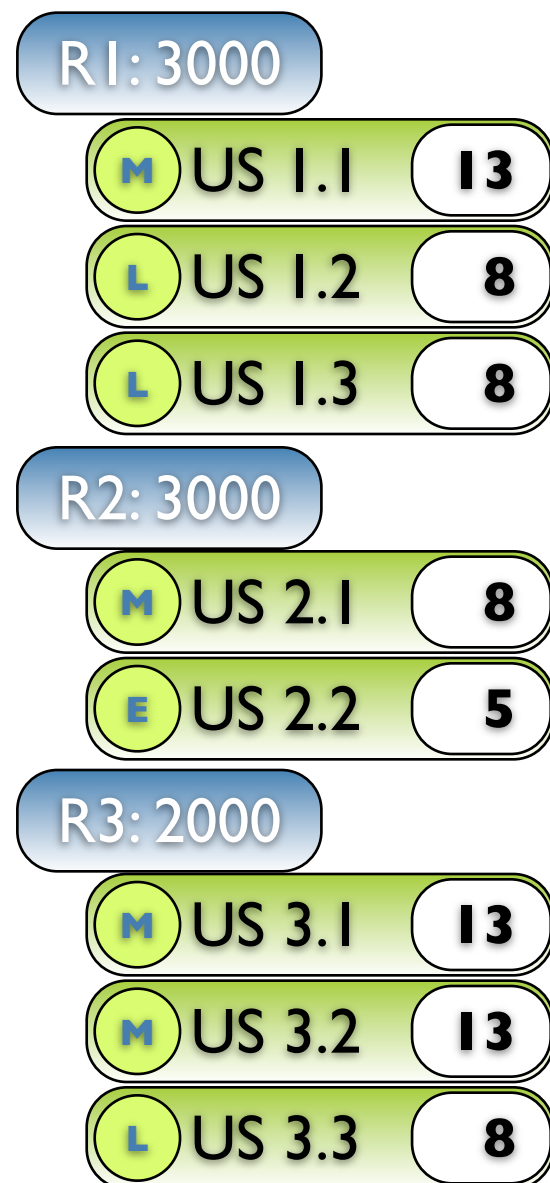 R1: 3000
M US 1.1 13
L US 1.2 8
L US 1.3 8
R2: 3000
M US 2.1 8
E US 2.2 5
R3: 2000
M US 3.1 13
M US 3.2 13
L US 3.3 8